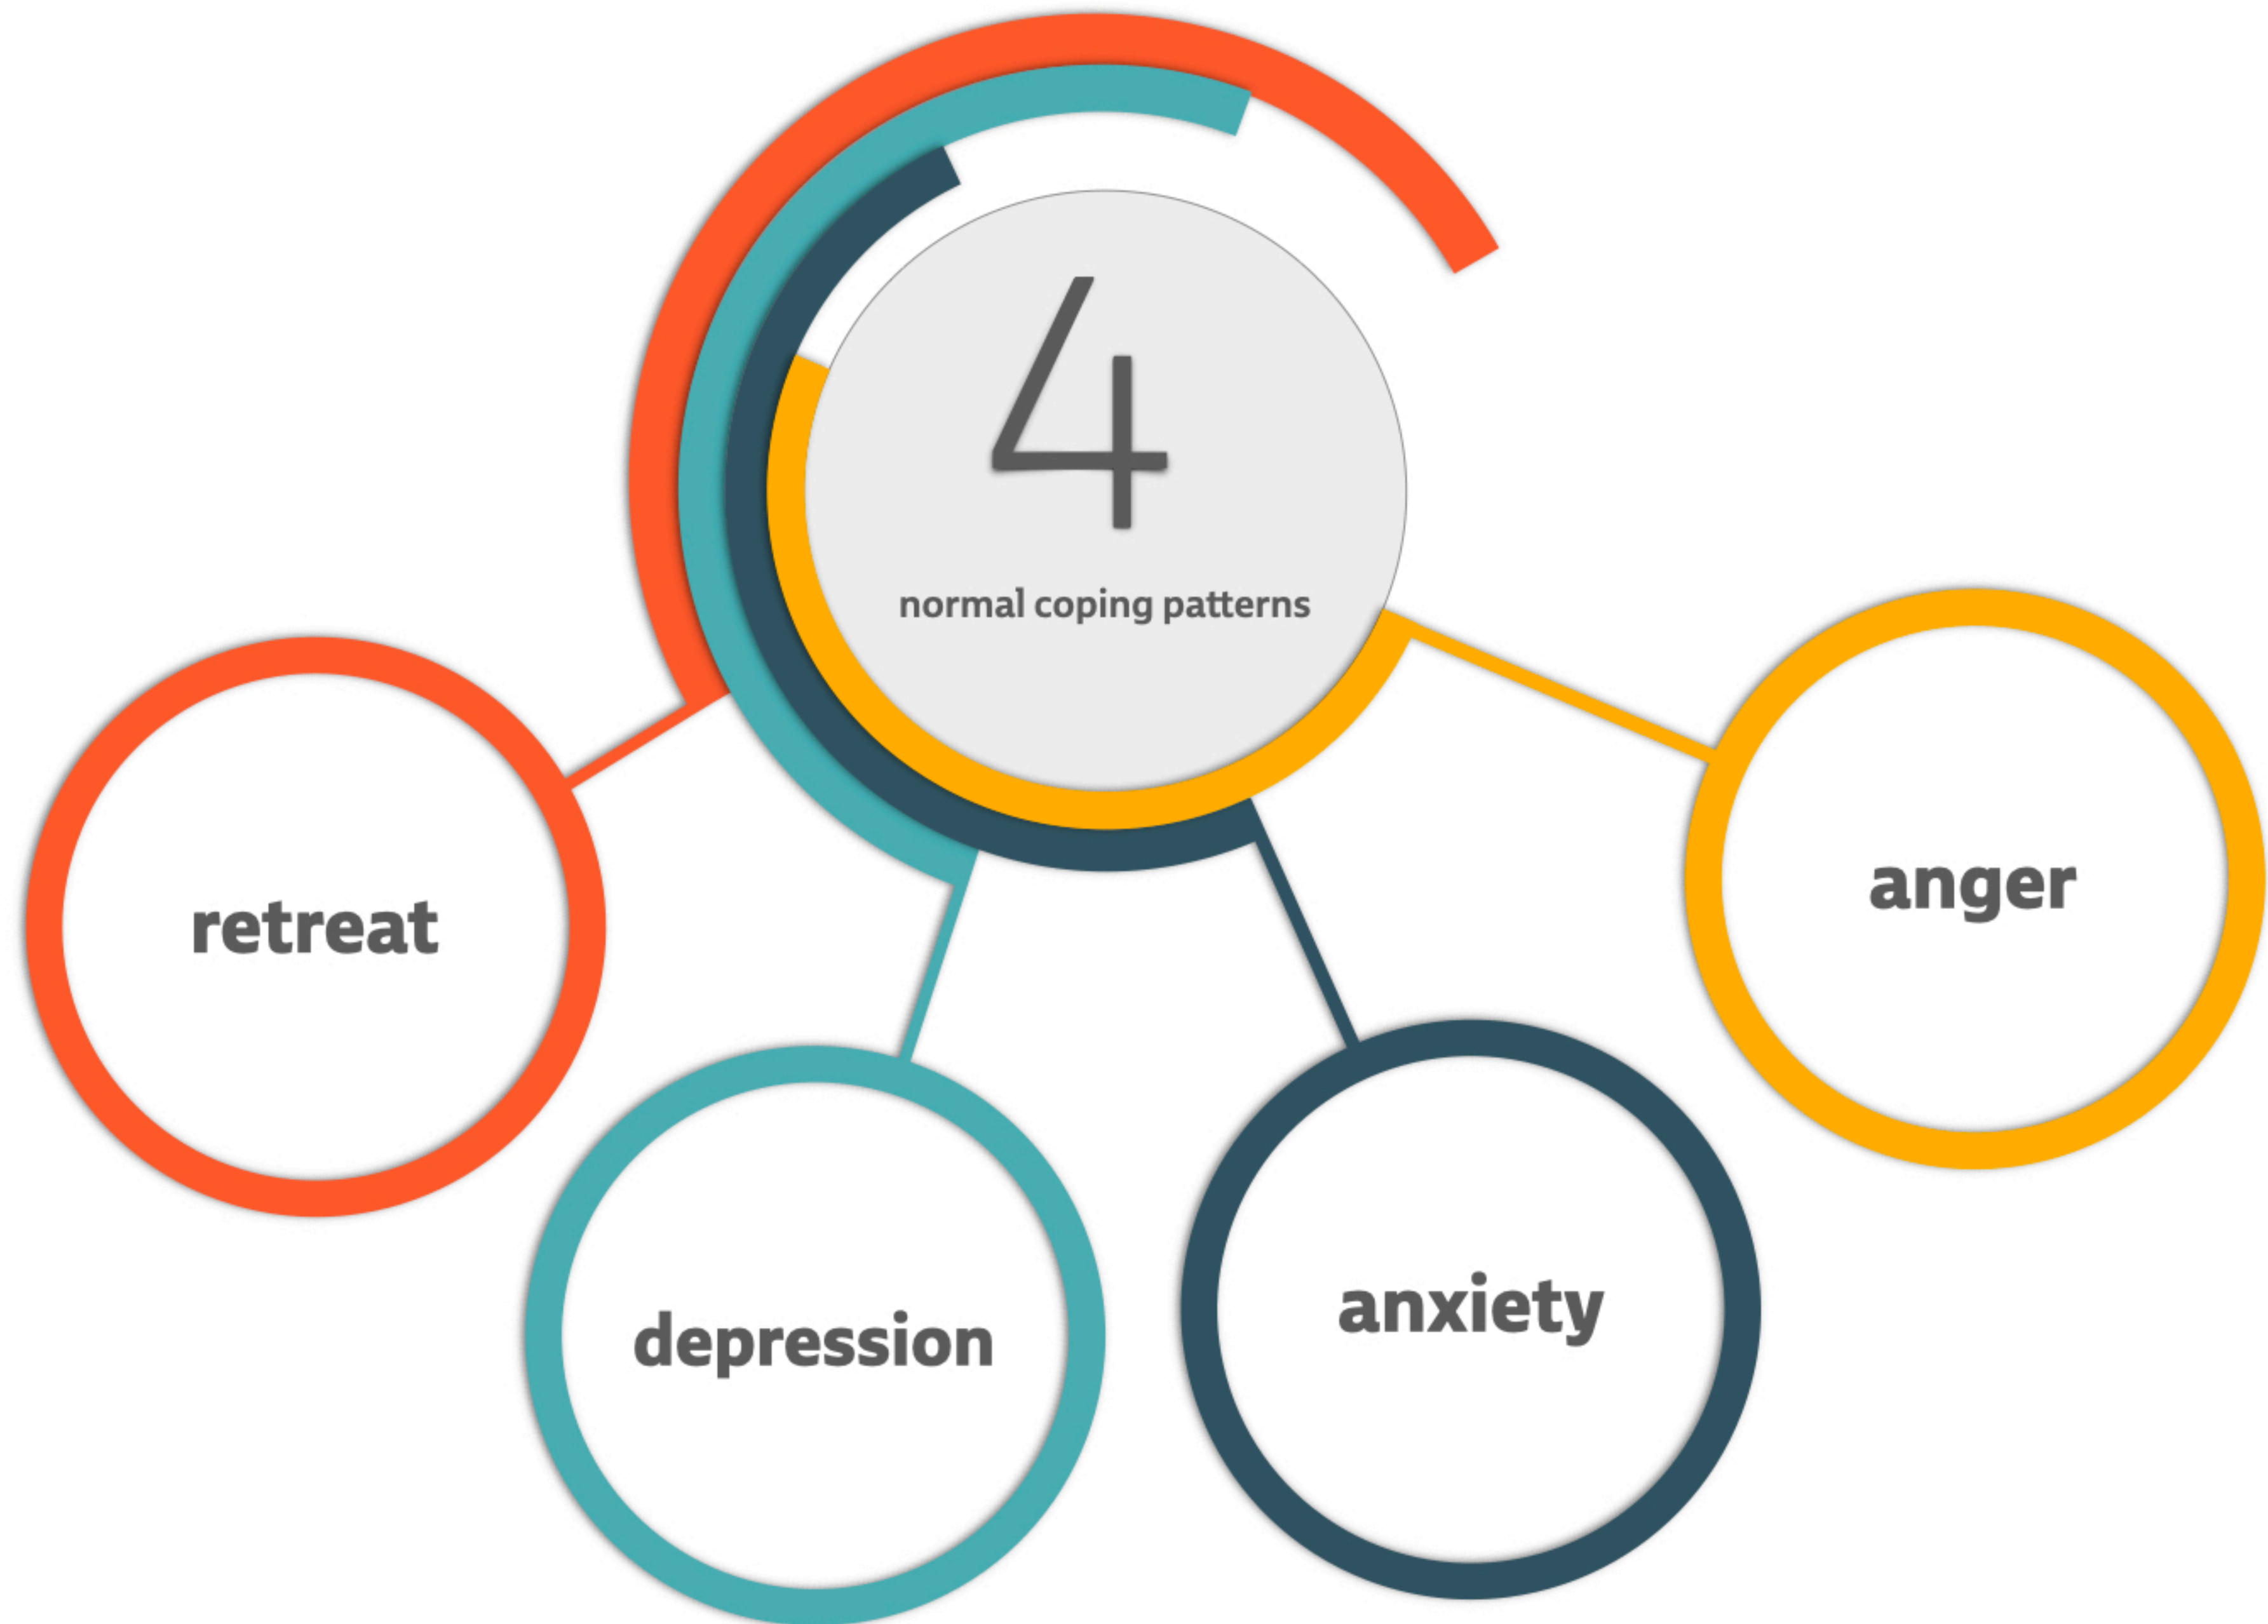 4
normal coping patterns
retreat
depression
anxiety
anger